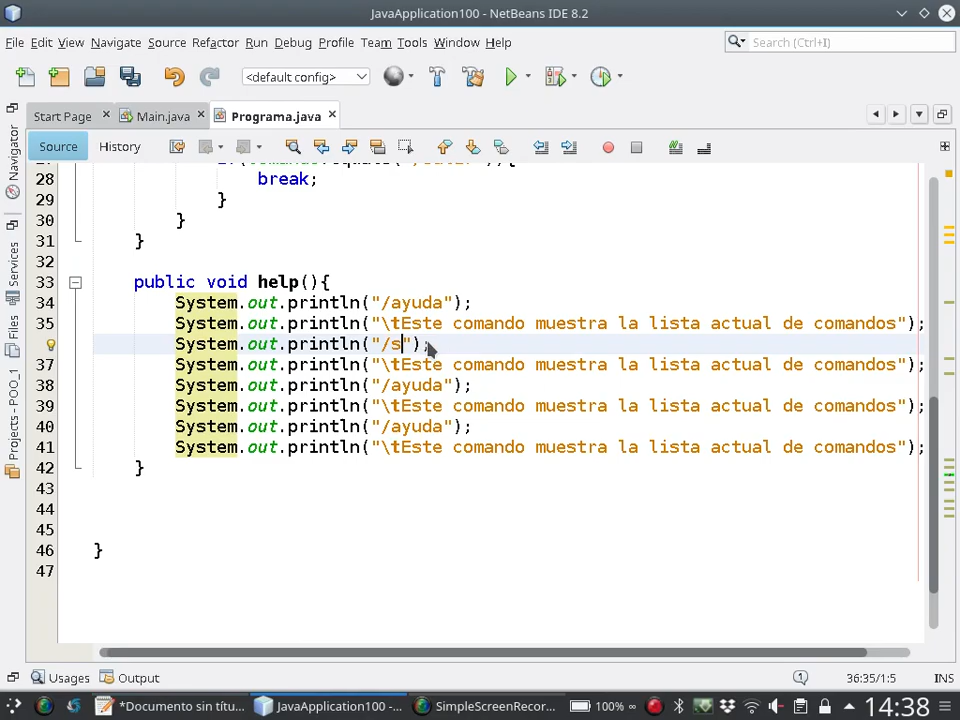 JavaApplication100 - NetBeans IDE 8.2
File Edit View Navigate Source Refactor Run Debug Profile Team Tools Window Help
Search (Ctrl+I)
<default config>
Start Page Main.java Programa.java
Source History
Navigator
Services
Files
Projects - POO_1
28 break;
29 }
30 }
31 }
32
33 public void help(){
34 System.out.println("/ayuda");
35 System.out.println("\tEste comando muestra la lista actual de comandos");
System.out.println("/s");
37 System.out.println("\tEste comando muestra la lista actual de comandos");
38 System.out.println("/ayuda");
39 System.out.println("\tEste comando muestra la lista actual de comandos");
40 System.out.println("/ayuda");
41 System.out.println("\tEste comando muestra la lista actual de comandos");
42 }
43
44
45
46 }
47
Usages Output
1 36:35/1:5 INS
*Documento sin títu... JavaApplication100 -... SimpleScreenRecor... 100% 14:38